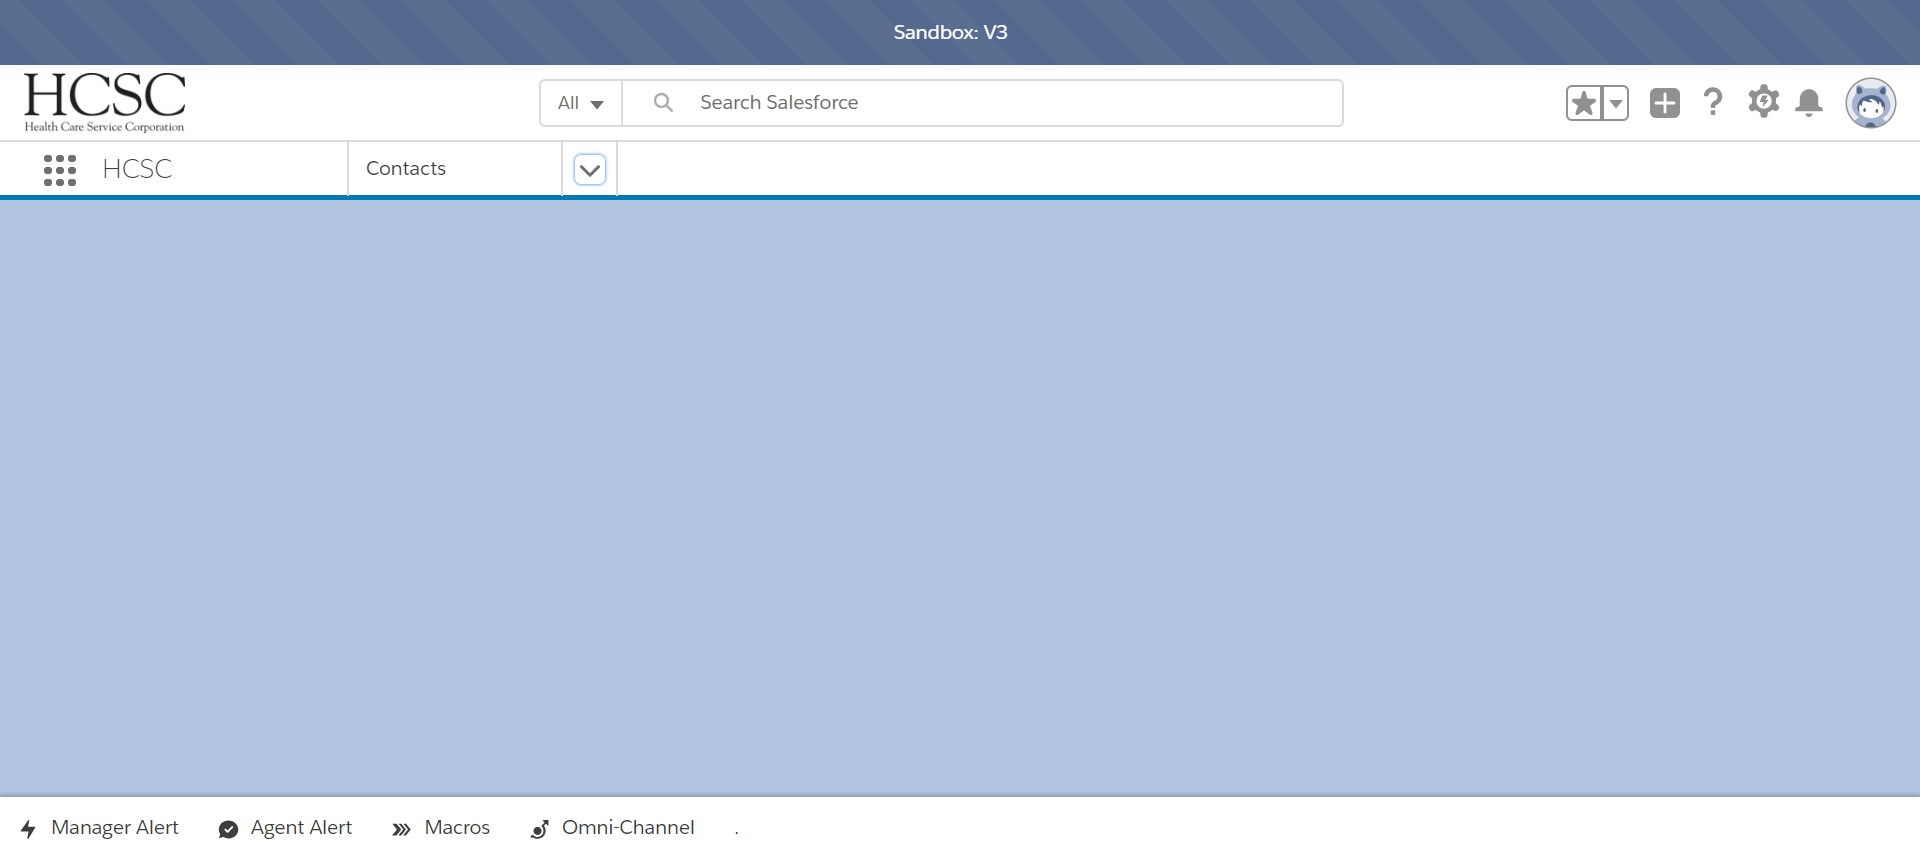 Sandbox: V3
HCSC
Health Care Service Corporation
All
Search Salesforce
HCSC
Contacts
Manager Alert
Agent Alert
Macros
Omni-Channel
.